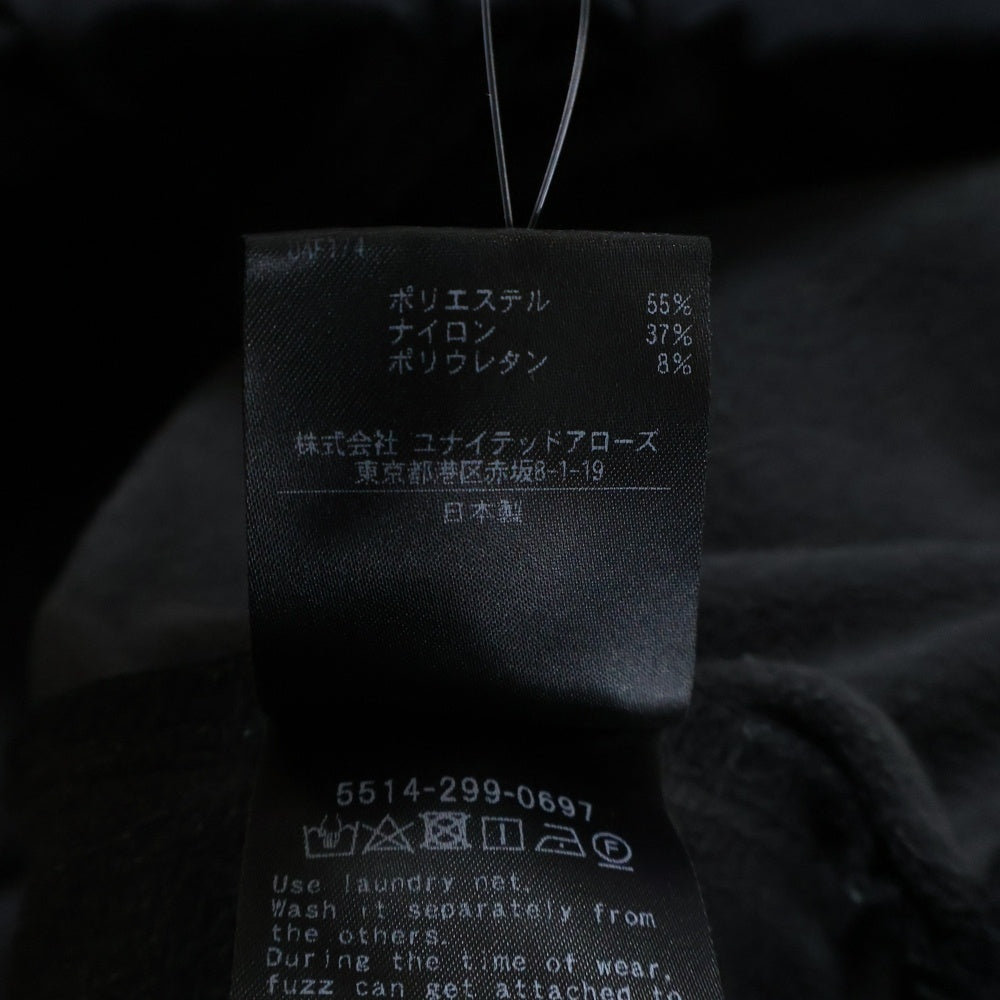 ポリエステル 55%
ナイロン 37%
ポリウレタン 8%
株式会社 ユナイテッドアローズ
東京都港区赤坂8-1-19
日本製
5514-299-0697
F
Use laundry net.
Wash it separately from
the others.
During the time of wear,
fuzz can get attached to